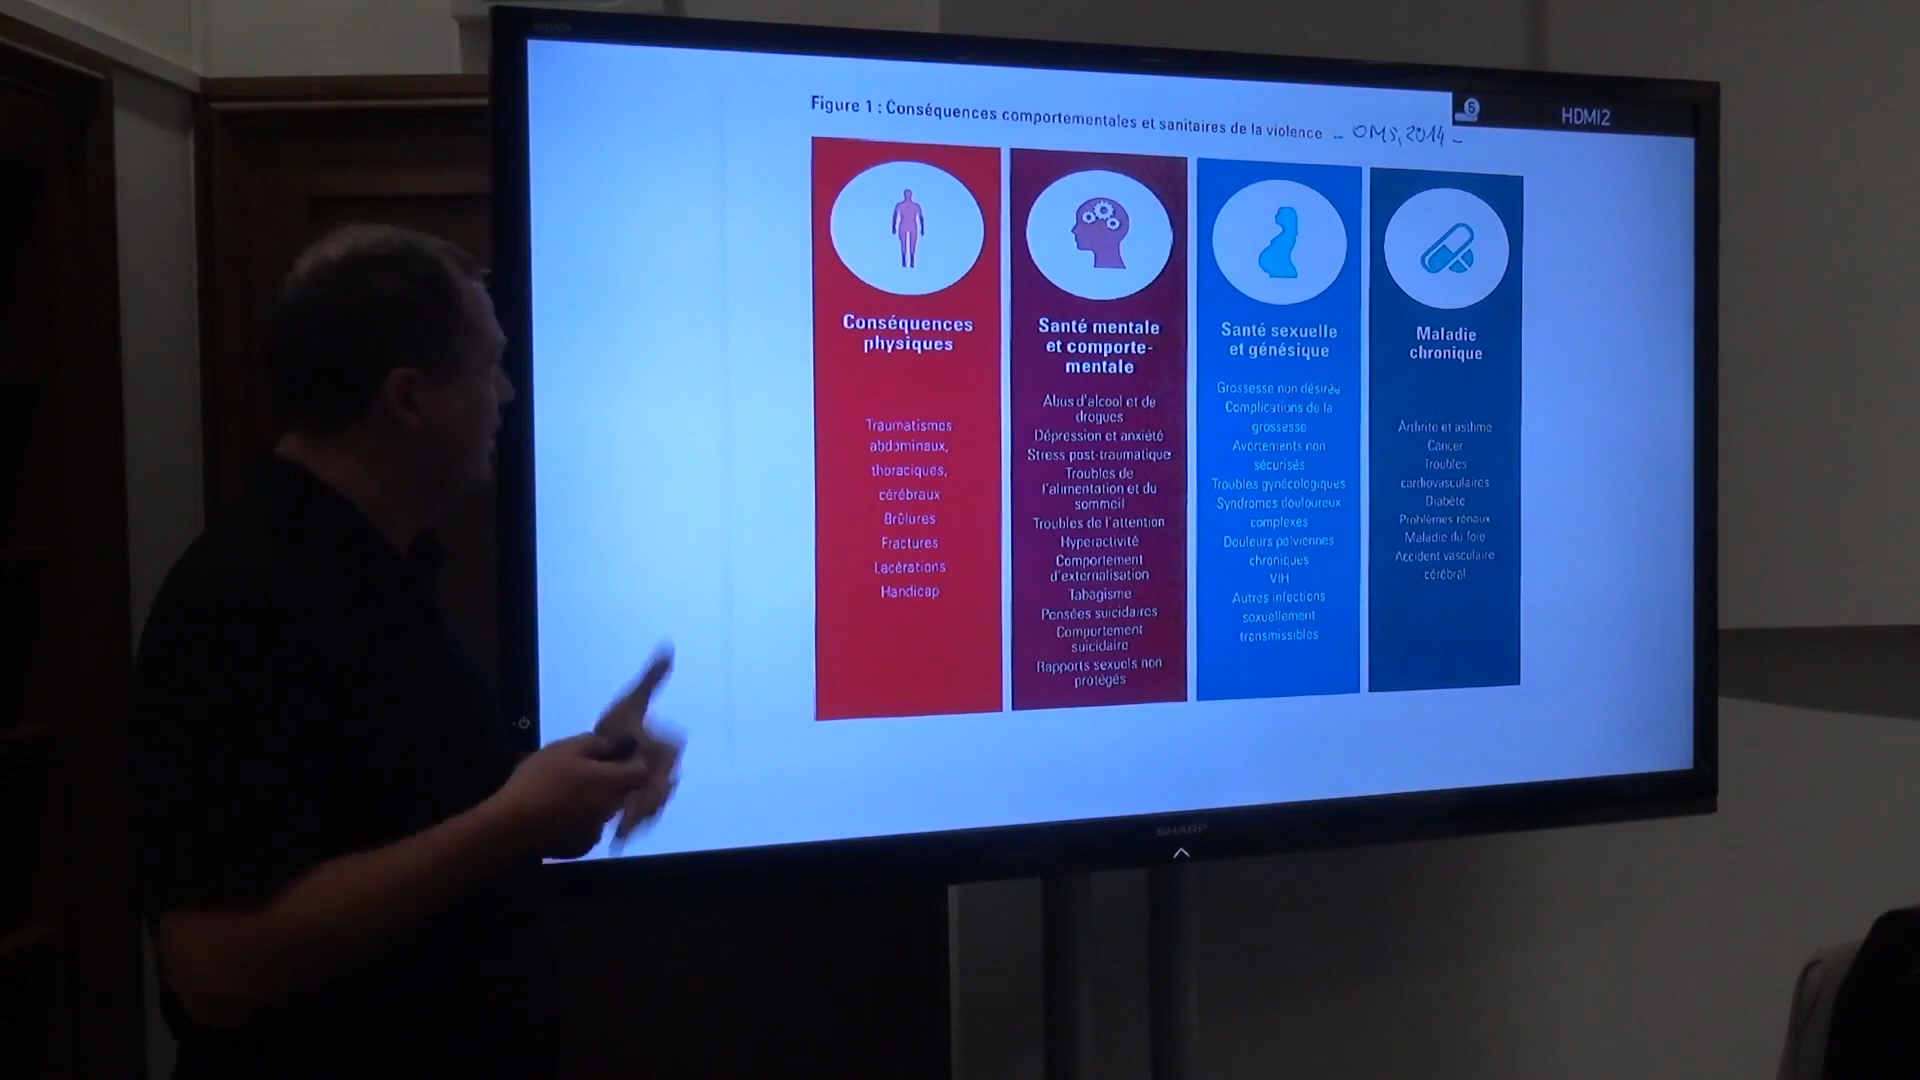 AQUOS
Figure 1 : Conséquences comportementales et sanitaires de la violence - OMS, 2014 -
5
HDMI2
Conséquences
physiques
Traumatismes
abdominaux,
thoraciques,
cérébraux
Brûlures
Fractures
Lacérations
Handicap
Santé mentale
et comporte-
mentale
Abus d'alcool et de
drogues
Dépression et anxiété
Stress post-traumatique
Troubles de
l'alimentation et du
sommeil
Troubles de l'attention
Hyperactivité
Comportement
d'externalisation
Tabagisme
Pensées suicidaires
Comportement
suicidaire
Rapports sexuels non
protégés
Santé sexuelle
et génésique
Grossesse non désirée
Complications de la
grossesse
Avortements non
sécurisés
Troubles gynécologiques
Syndromes douloureux
complexes
Douleurs pelviennes
chroniques
VIH
Autres infections
sexuellement
transmissibles
Maladie
chronique
Arthrite et asthme
Cancer
Troubles
cardiovasculaires
Diabète
Problèmes rénaux
Maladie du foie
Accident vasculaire
cérébral
SHARP